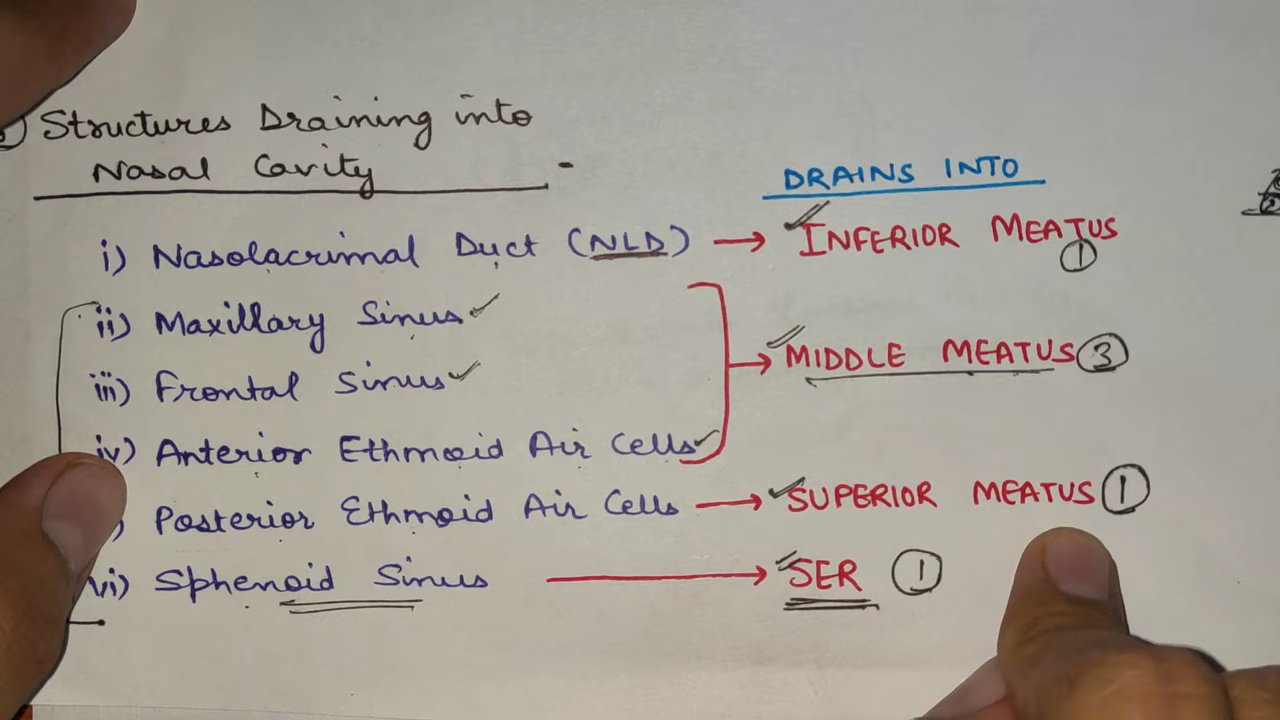 Structures Draining into
Nasal Cavity -
DRAINS INTO
i) Nasolacrimal Duct (NLD) → INFERIOR MEATUS ①
ii) Maxillary Sinus ✓
iii) Frontal Sinus ✓
→ MIDDLE MEATUS ③
iv) Anterior Ethmoid Air Cells ✓
) Posterior Ethmoid Air Cells → SUPERIOR MEATUS ①
vi) Sphenoid Sinus → SER ①